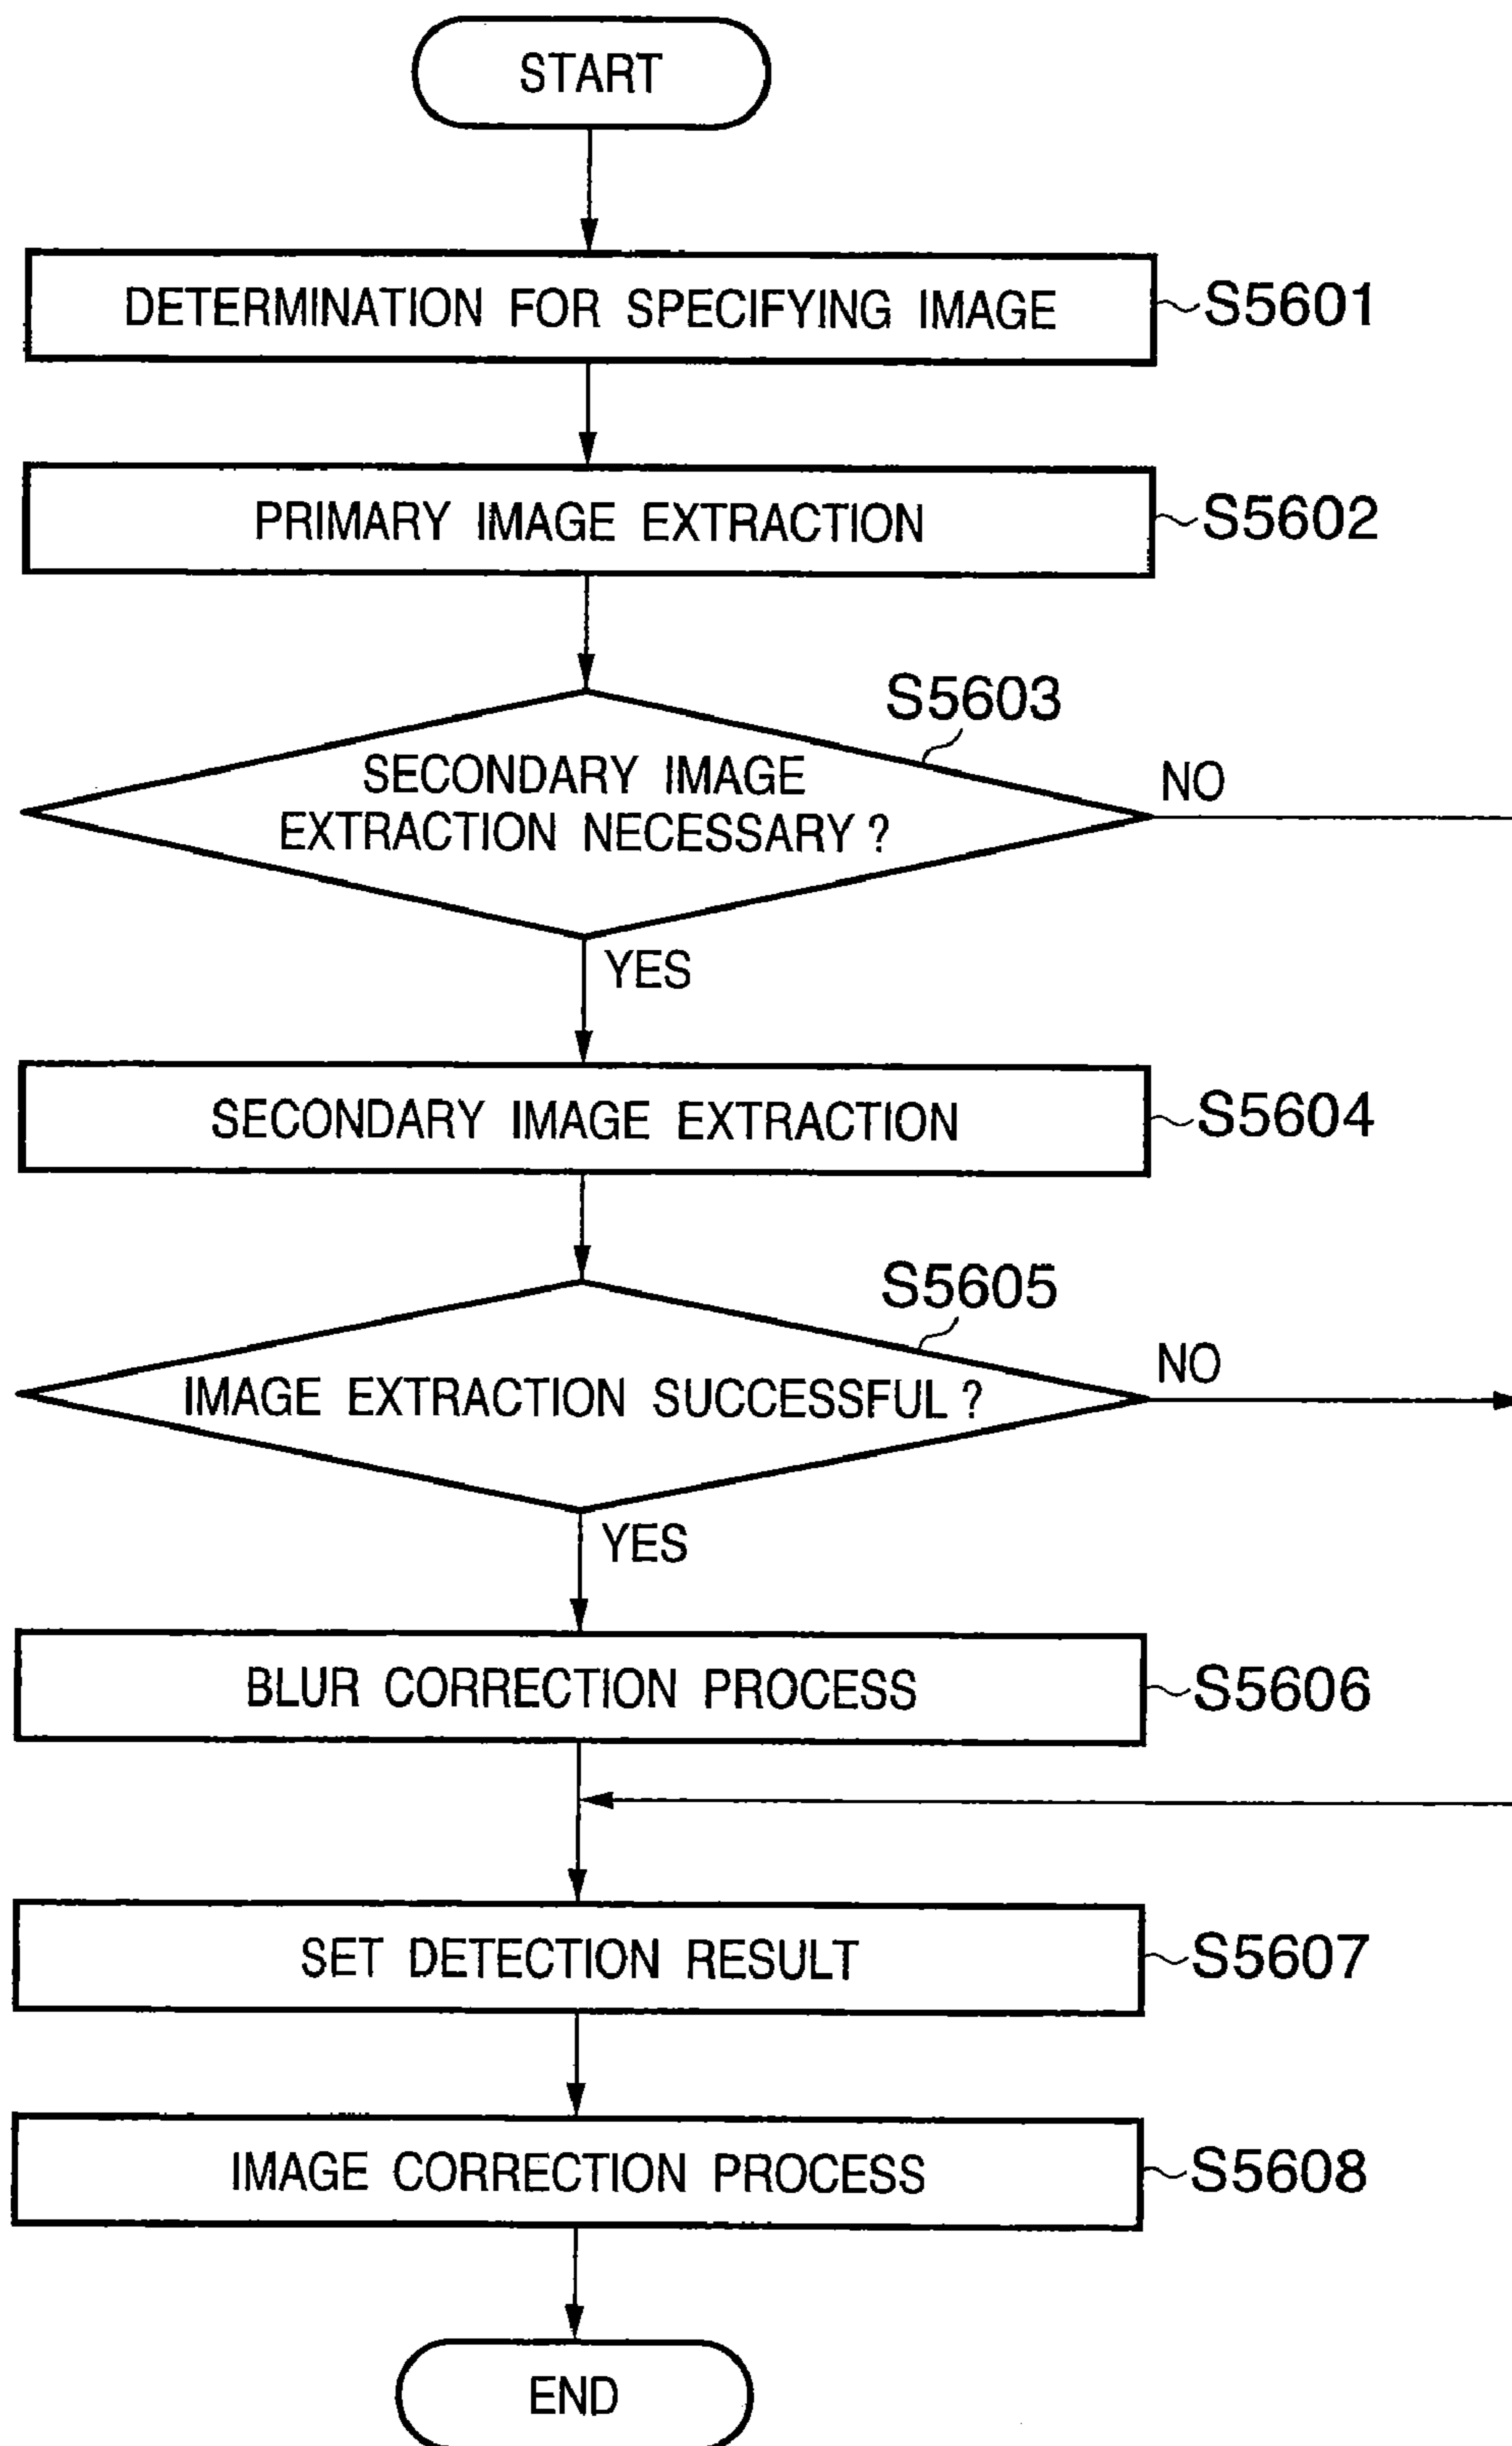 START
DETERMINATION FOR SPECIFYING IMAGE
S5601
PRIMARY IMAGE EXTRACTION
S5602
S5603
SECONDARY IMAGE
EXTRACTION NECESSARY ?
NO
YES
SECONDARY IMAGE EXTRACTION
S5604
S5605
IMAGE EXTRACTION SUCCESSFUL ?
NO
YES
BLUR CORRECTION PROCESS
S5606
SET DETECTION RESULT
S5607
IMAGE CORRECTION PROCESS
S5608
END